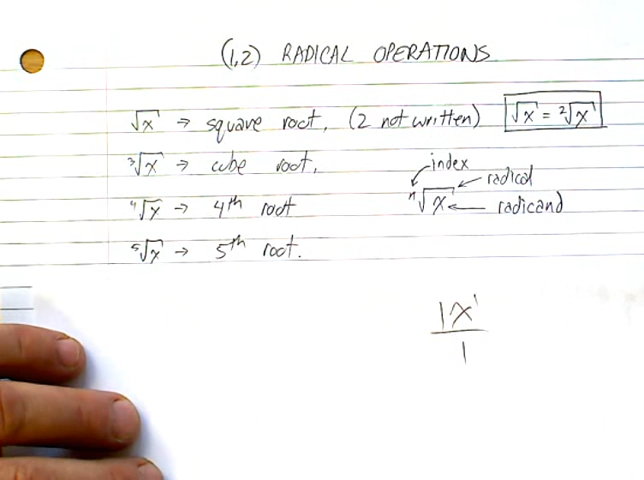 (1,2) RADICAL OPERATIONS
√x → square root, (2 not written) √x = ²√x
³√x → cube root,
index
radical
⁴√x → 4th root
ⁿ√x ← radicand
⁵√x → 5th root.
1x¹
1